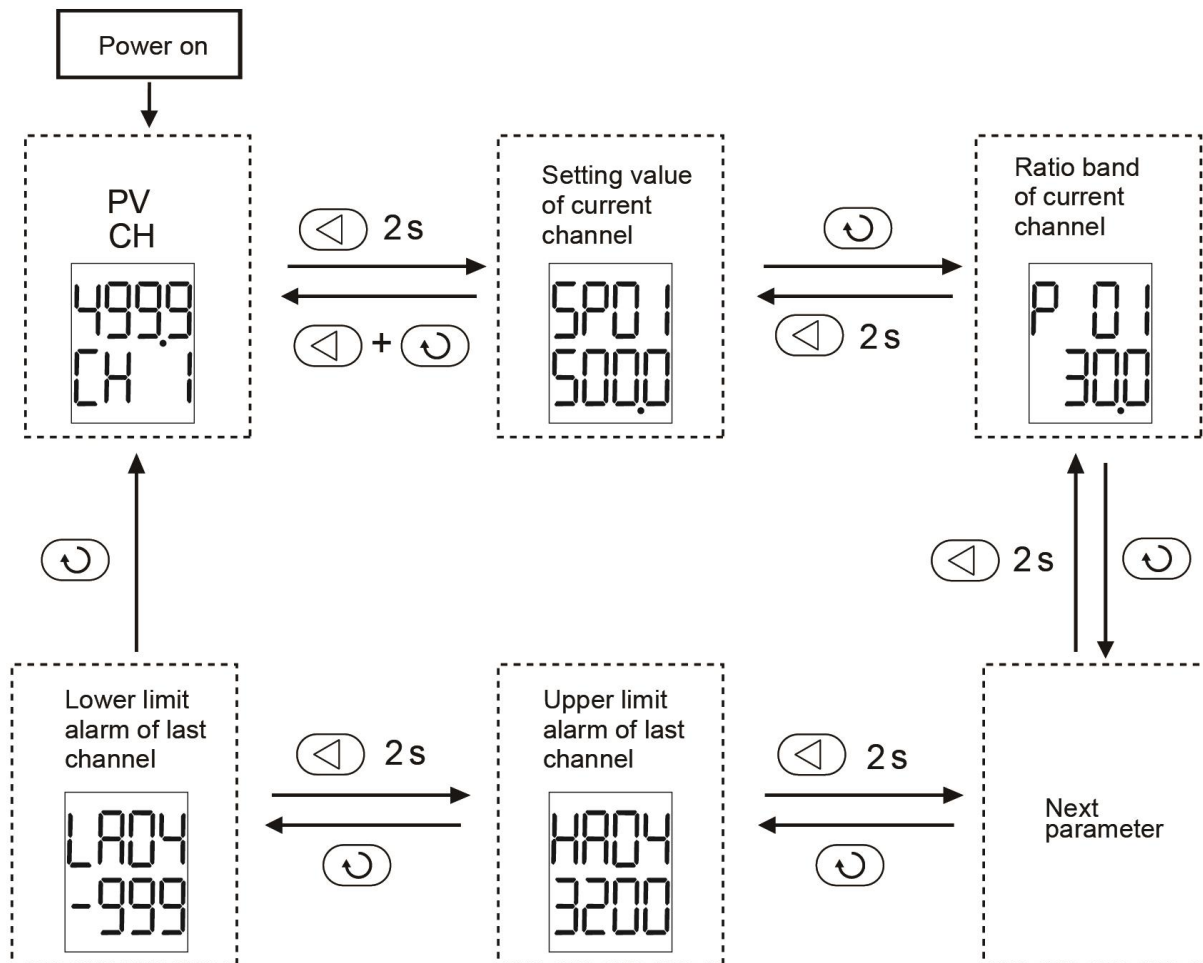 Power on
PV
CH
499.9
CH 1
2s
+
Setting value
of current
channel
SP01
500.0
2s
Ratio band
of current
channel
P 01
30.0
2s
Lower limit
alarm of last
channel
LA04
-999
2s
Upper limit
alarm of last
channel
HA04
3200
2s
Next
parameter